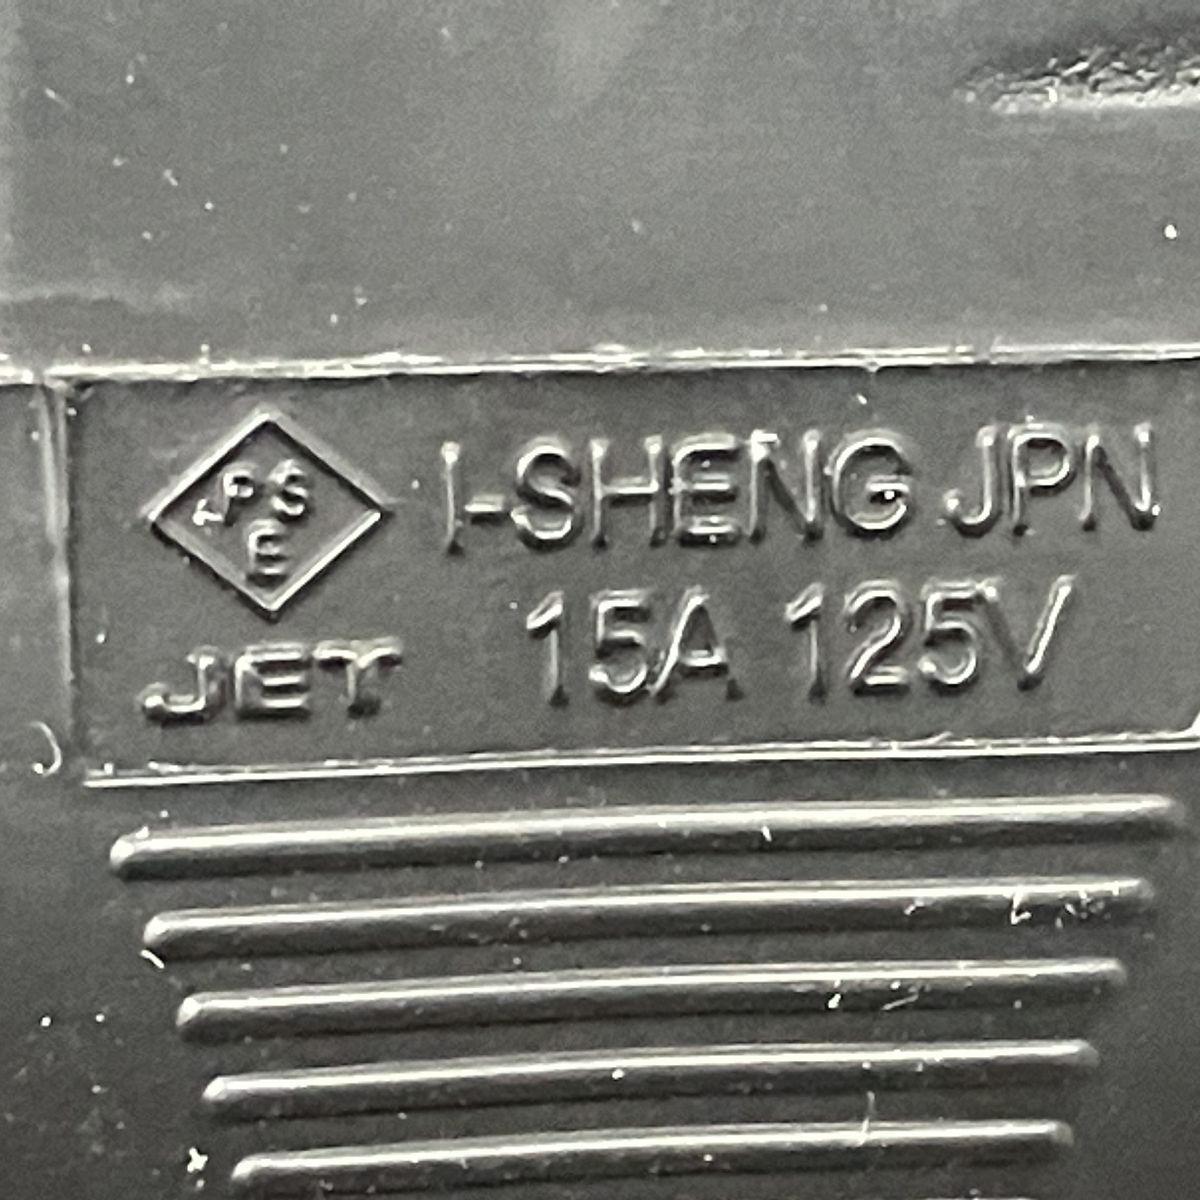 PS
E
I-SHENG JPN
JET
15A 125V